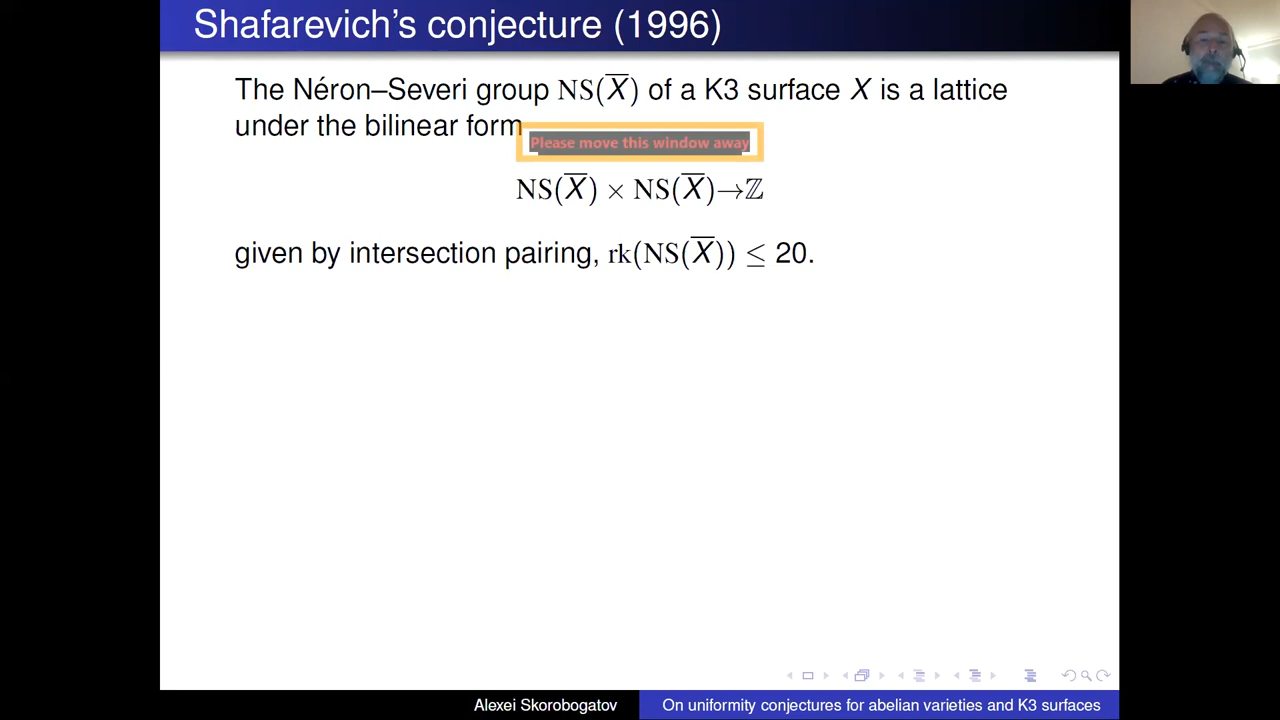 Shafarevich's conjecture (1996)
The Néron–Severi group NS(X̅) of a K3 surface X is a lattice
under the bilinear form
Please move this window away
NS(X̅) × NS(X̅)→ℤ
given by intersection pairing, rk(NS(X̅)) ≤ 20.
Alexei Skorobogatov
On uniformity conjectures for abelian varieties and K3 surfaces